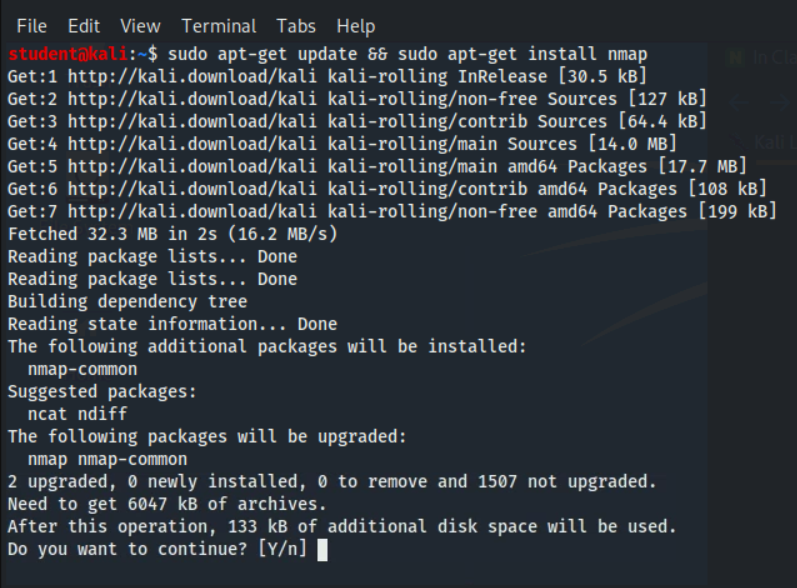 File Edit View Terminal Tabs Help
student@kali:~$ sudo apt-get update && sudo apt-get install nmap
Get:1 http://kali.download/kali kali-rolling InRelease [30.5 kB]
Get:2 http://kali.download/kali kali-rolling/non-free Sources [127 kB]
Get:3 http://kali.download/kali kali-rolling/contrib Sources [64.4 kB]
Get:4 http://kali.download/kali kali-rolling/main Sources [14.0 MB]
Get:5 http://kali.download/kali kali-rolling/main amd64 Packages [17.7 MB]
Get:6 http://kali.download/kali kali-rolling/contrib amd64 Packages [108 kB]
Get:7 http://kali.download/kali kali-rolling/non-free amd64 Packages [199 kB]
Fetched 32.3 MB in 2s (16.2 MB/s)
Reading package lists... Done
Reading package lists... Done
Building dependency tree
Reading state information... Done
The following additional packages will be installed:
  nmap-common
Suggested packages:
  ncat ndiff
The following packages will be upgraded:
  nmap nmap-common
2 upgraded, 0 newly installed, 0 to remove and 1507 not upgraded.
Need to get 6047 kB of archives.
After this operation, 133 kB of additional disk space will be used.
Do you want to continue? [Y/n]